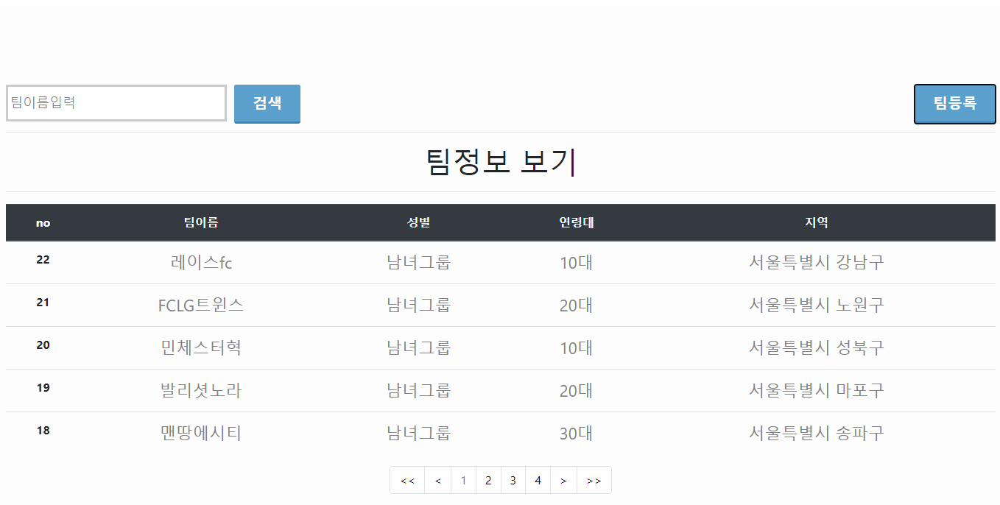 팀이름입력 검색 팀등록
팀정보 보기
no 팀이름 성별 연령대 지역
22 레이스fc 남녀그룹 10대 서울특별시 강남구
21 FCLG트윈스 남녀그룹 20대 서울특별시 노원구
20 민체스터혁 남녀그룹 10대 서울특별시 성북구
19 발리셧노라 남녀그룹 20대 서울특별시 마포구
18 맨땅에시티 남녀그룹 30대 서울특별시 송파구
<< < 1 2 3 4 > >>